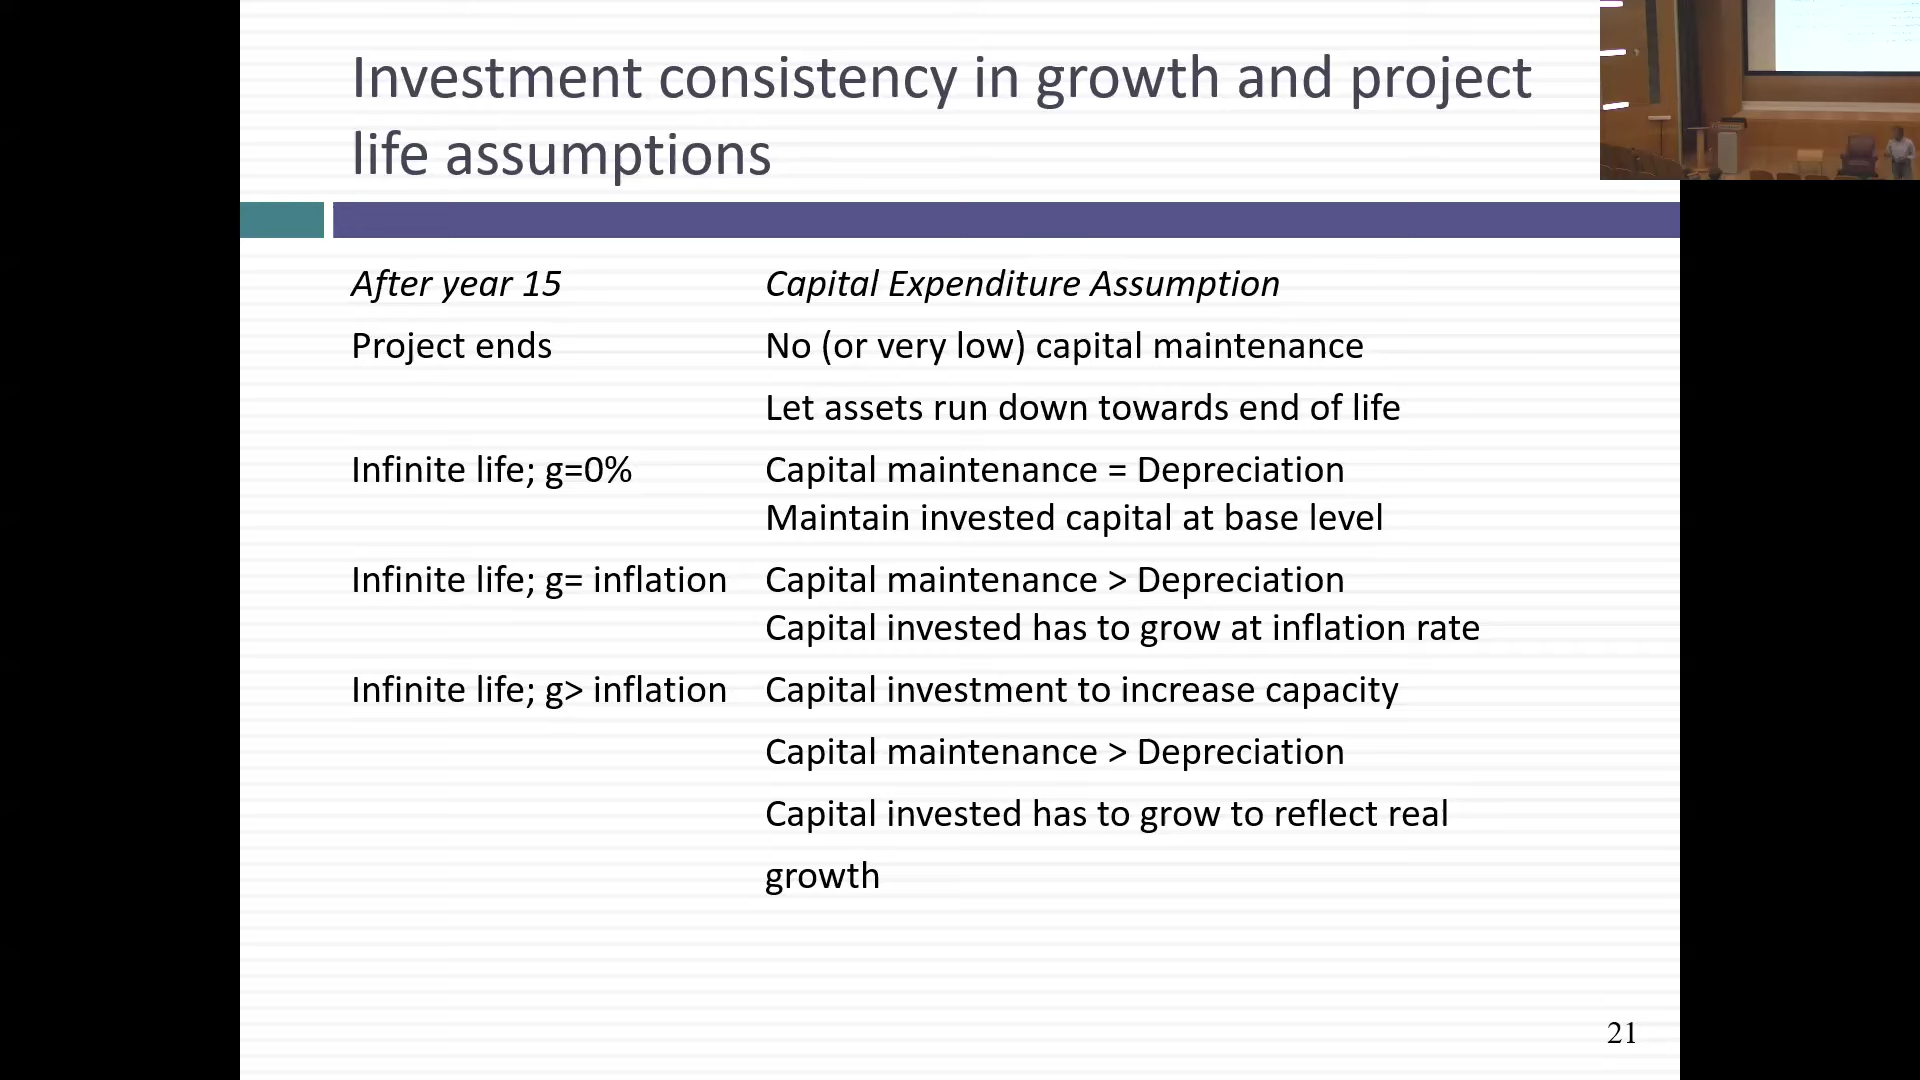 Investment consistency in growth and project
life assumptions
After year 15 Capital Expenditure Assumption
Project ends No (or very low) capital maintenance
Let assets run down towards end of life
Infinite life; g=0% Capital maintenance = Depreciation
Maintain invested capital at base level
Infinite life; g= inflation Capital maintenance > Depreciation
Capital invested has to grow at inflation rate
Infinite life; g> inflation Capital investment to increase capacity
Capital maintenance > Depreciation
Capital invested has to grow to reflect real
growth
21